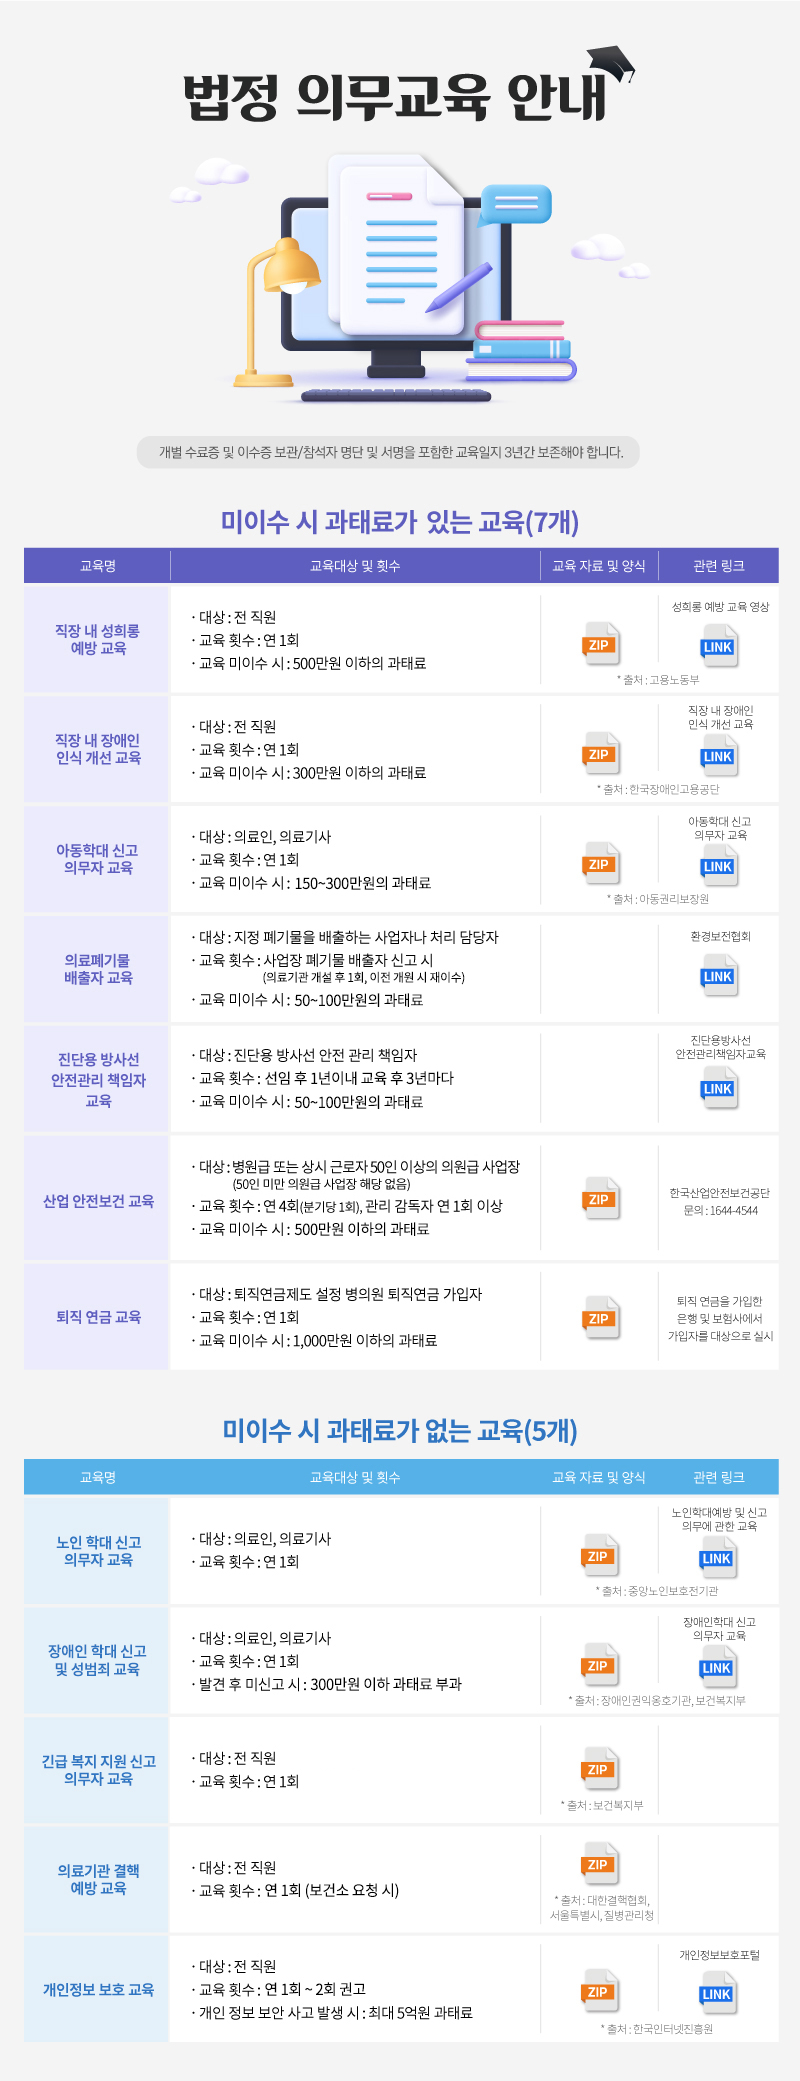 법정 의무교육 안내
개별 수료증 및 이수증 보관/참석자 명단 및 서명을 포함한 교육일지 3년간 보존해야 합니다.
미이수 시 과태료가 있는 교육(7개)
교육명 교육대상 및 횟수 교육 자료 및 양식 관련 링크
직장 내 성희롱
예방 교육
· 대상 : 전 직원
· 교육 횟수 : 연 1회
· 교육 미이수 시 : 500만원 이하의 과태료
ZIP
성희롱 예방 교육 영상
LINK
* 출처 : 고용노동부
직장 내 장애인
인식 개선 교육
· 대상 : 전 직원
· 교육 횟수 : 연 1회
· 교육 미이수 시 : 300만원 이하의 과태료
ZIP
직장 내 장애인
인식 개선 교육
LINK
* 출처 : 한국장애인고용공단
아동학대 신고
의무자 교육
· 대상 : 의료인, 의료기사
· 교육 횟수 : 연 1회
· 교육 미이수 시 : 150~300만원의 과태료
ZIP
아동학대 신고
의무자 교육
LINK
* 출처 : 아동권리보장원
의료폐기물
배출자 교육
· 대상 : 지정 폐기물을 배출하는 사업자나 처리 담당자
· 교육 횟수 : 사업장 폐기물 배출자 신고 시
(의료기관 개설 후 1회, 이전 개원 시 재이수)
· 교육 미이수 시 : 50~100만원의 과태료
환경보전협회
LINK
진단용 방사선
안전관리 책임자
교육
· 대상 : 진단용 방사선 안전 관리 책임자
· 교육 횟수 : 선임 후 1년이내 교육 후 3년마다
· 교육 미이수 시 : 50~100만원의 과태료
진단용방사선
안전관리책임자교육
LINK
산업 안전보건 교육
· 대상 : 병원급 또는 상시 근로자 50인 이상의 의원급 사업장
(50인 미만 의원급 사업장 해당 없음)
· 교육 횟수 : 연 4회(분기당 1회), 관리 감독자 연 1회 이상
· 교육 미이수 시 : 500만원 이하의 과태료
ZIP
한국산업안전보건공단
문의 : 1644-4544
퇴직 연금 교육
· 대상 : 퇴직연금제도 설정 병의원 퇴직연금 가입자
· 교육 횟수 : 연 1회
· 교육 미이수 시 : 1,000만원 이하의 과태료
ZIP
퇴직 연금을 가입한
은행 및 보험사에서
가입자를 대상으로 실시
미이수 시 과태료가 없는 교육(5개)
교육명 교육대상 및 횟수 교육 자료 및 양식 관련 링크
노인 학대 신고
의무자 교육
· 대상 : 의료인, 의료기사
· 교육 횟수 : 연 1회
ZIP
노인학대예방 및 신고
의무에 관한 교육
LINK
* 출처 : 중앙노인보호전기관
장애인 학대 신고
및 성범죄 교육
· 대상 : 의료인, 의료기사
· 교육 횟수 : 연 1회
· 발견 후 미신고 시 : 300만원 이하 과태료 부과
ZIP
장애인학대 신고
의무자 교육
LINK
* 출처 : 장애인권익옹호기관, 보건복지부
긴급 복지 지원 신고
의무자 교육
· 대상 : 전 직원
· 교육 횟수 : 연 1회
ZIP
* 출처 : 보건복지부
의료기관 결핵
예방 교육
· 대상 : 전 직원
· 교육 횟수 : 연 1회 (보건소 요청 시)
ZIP
* 출처 : 대한결핵협회,
서울특별시, 질병관리청
개인정보 보호 교육
· 대상 : 전 직원
· 교육 횟수 : 연 1회 ~ 2회 권고
· 개인 정보 보안 사고 발생 시 : 최대 5억원 과태료
ZIP
개인정보보호포털
LINK
* 출처 : 한국인터넷진흥원